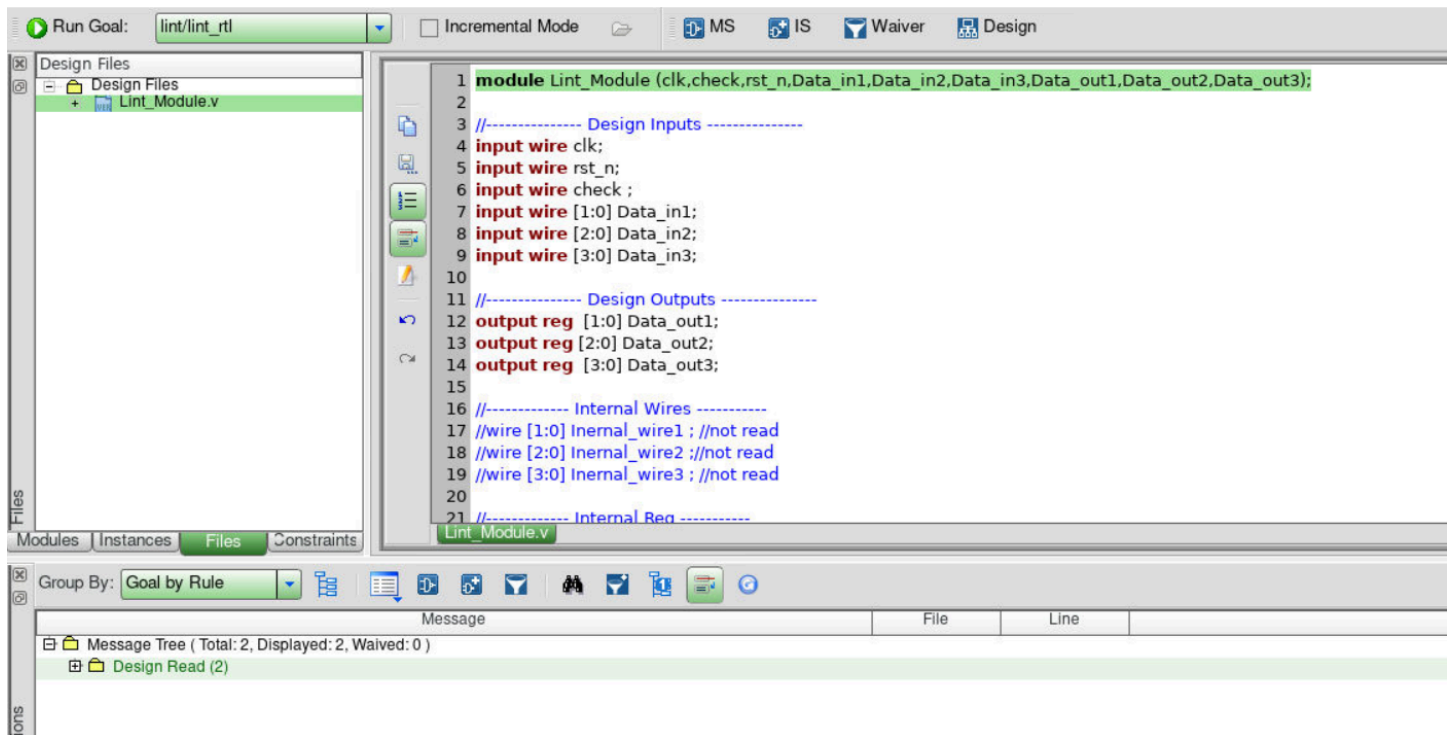 Run Goal: lint/lint_rtl Incremental Mode MS IS Waiver Design
Design Files
Design Files
Lint_Module.v
1 module Lint_Module (clk,check,rst_n,Data_in1,Data_in2,Data_in3,Data_out1,Data_out2,Data_out3);
2
3 //--------------- Design Inputs ---------------
4 input wire clk;
5 input wire rst_n;
6 input wire check ;
7 input wire [1:0] Data_in1;
8 input wire [2:0] Data_in2;
9 input wire [3:0] Data_in3;
10
11 //--------------- Design Outputs ---------------
12 output reg  [1:0] Data_out1;
13 output reg [2:0] Data_out2;
14 output reg  [3:0] Data_out3;
15
16 //------------- Internal Wires -----------
17 //wire [1:0] Inernal_wire1 ; //not read
18 //wire [2:0] Inernal_wire2 ;//not read
19 //wire [3:0] Inernal_wire3 ; //not read
20
21 //------------- Internal Reg -----------
Lint_Module.v
Files
Modules Instances Files Constraints
Group By: Goal by Rule
Message File Line
Message Tree ( Total: 2, Displayed: 2, Waived: 0 )
Design Read (2)